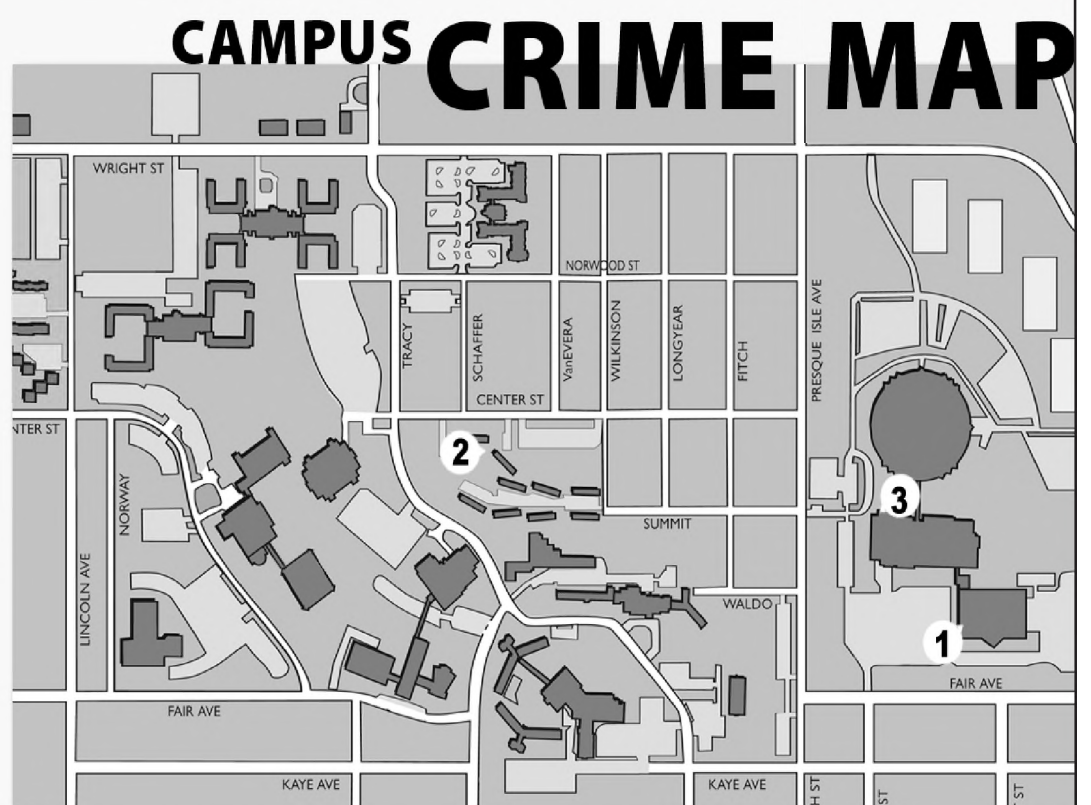 CAMPUS CRIME MAP
WRIGHT ST
NORWOOD ST
TRACY
SCHAFFER
VanEVERA
WILKINSON
LONGYEAR
FITCH
PRESQUE ISLE AVE
CENTER ST
NTER ST
2
3
NORWAY
SUMMIT
LINCOLN AVE
WALDO
1
FAIR AVE
FAIR AVE
KAYE AVE
KAYE AVE
H ST
ST
ST